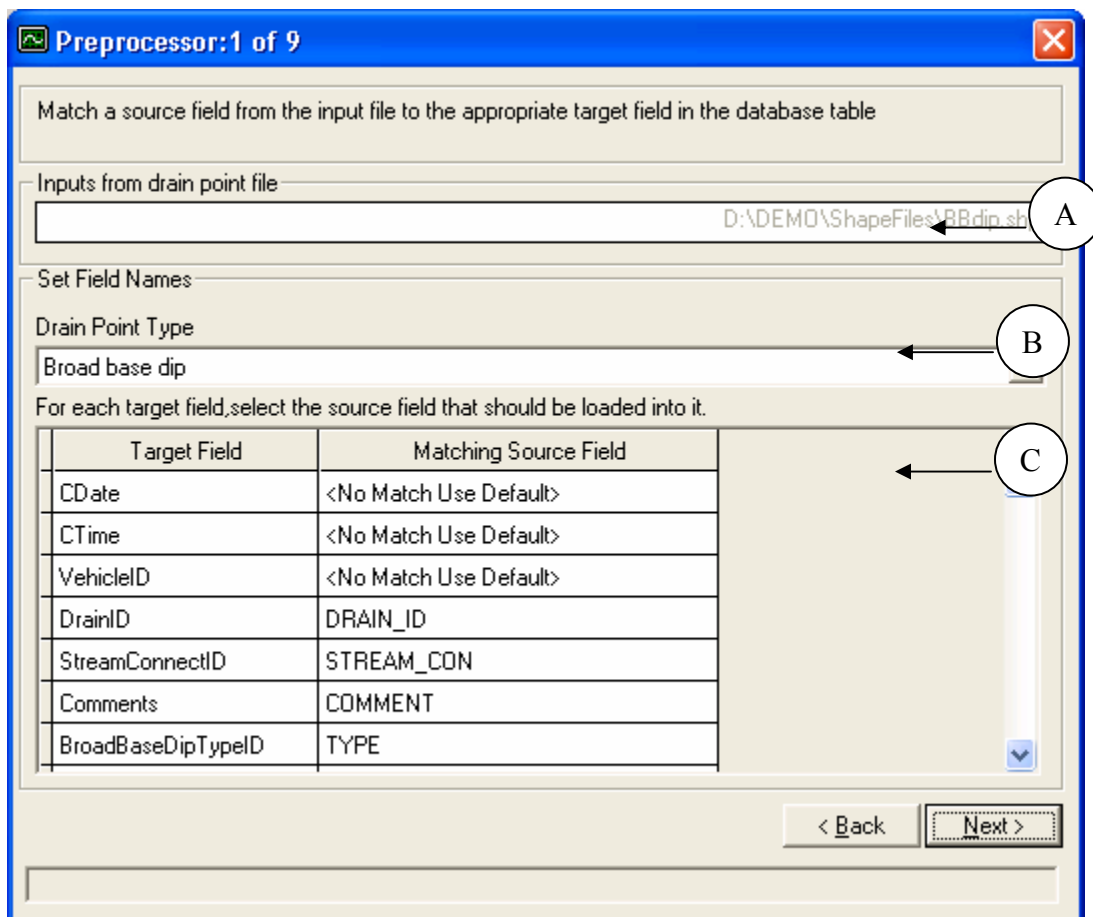 Preprocessor:1 of 9
Match a source field from the input file to the appropriate target field in the database table
Inputs from drain point file
D:\DEMO\ShapeFiles\BBdip.sh
A
Set Field Names
Drain Point Type
B
Broad base dip
For each target field,select the source field that should be loaded into it.
C
Target Field Matching Source Field
CDate <No Match Use Default>
CTime <No Match Use Default>
VehicleID <No Match Use Default>
DrainID DRAIN_ID
StreamConnectID STREAM_CON
Comments COMMENT
BroadBaseDipTypeID TYPE
< Back Next >